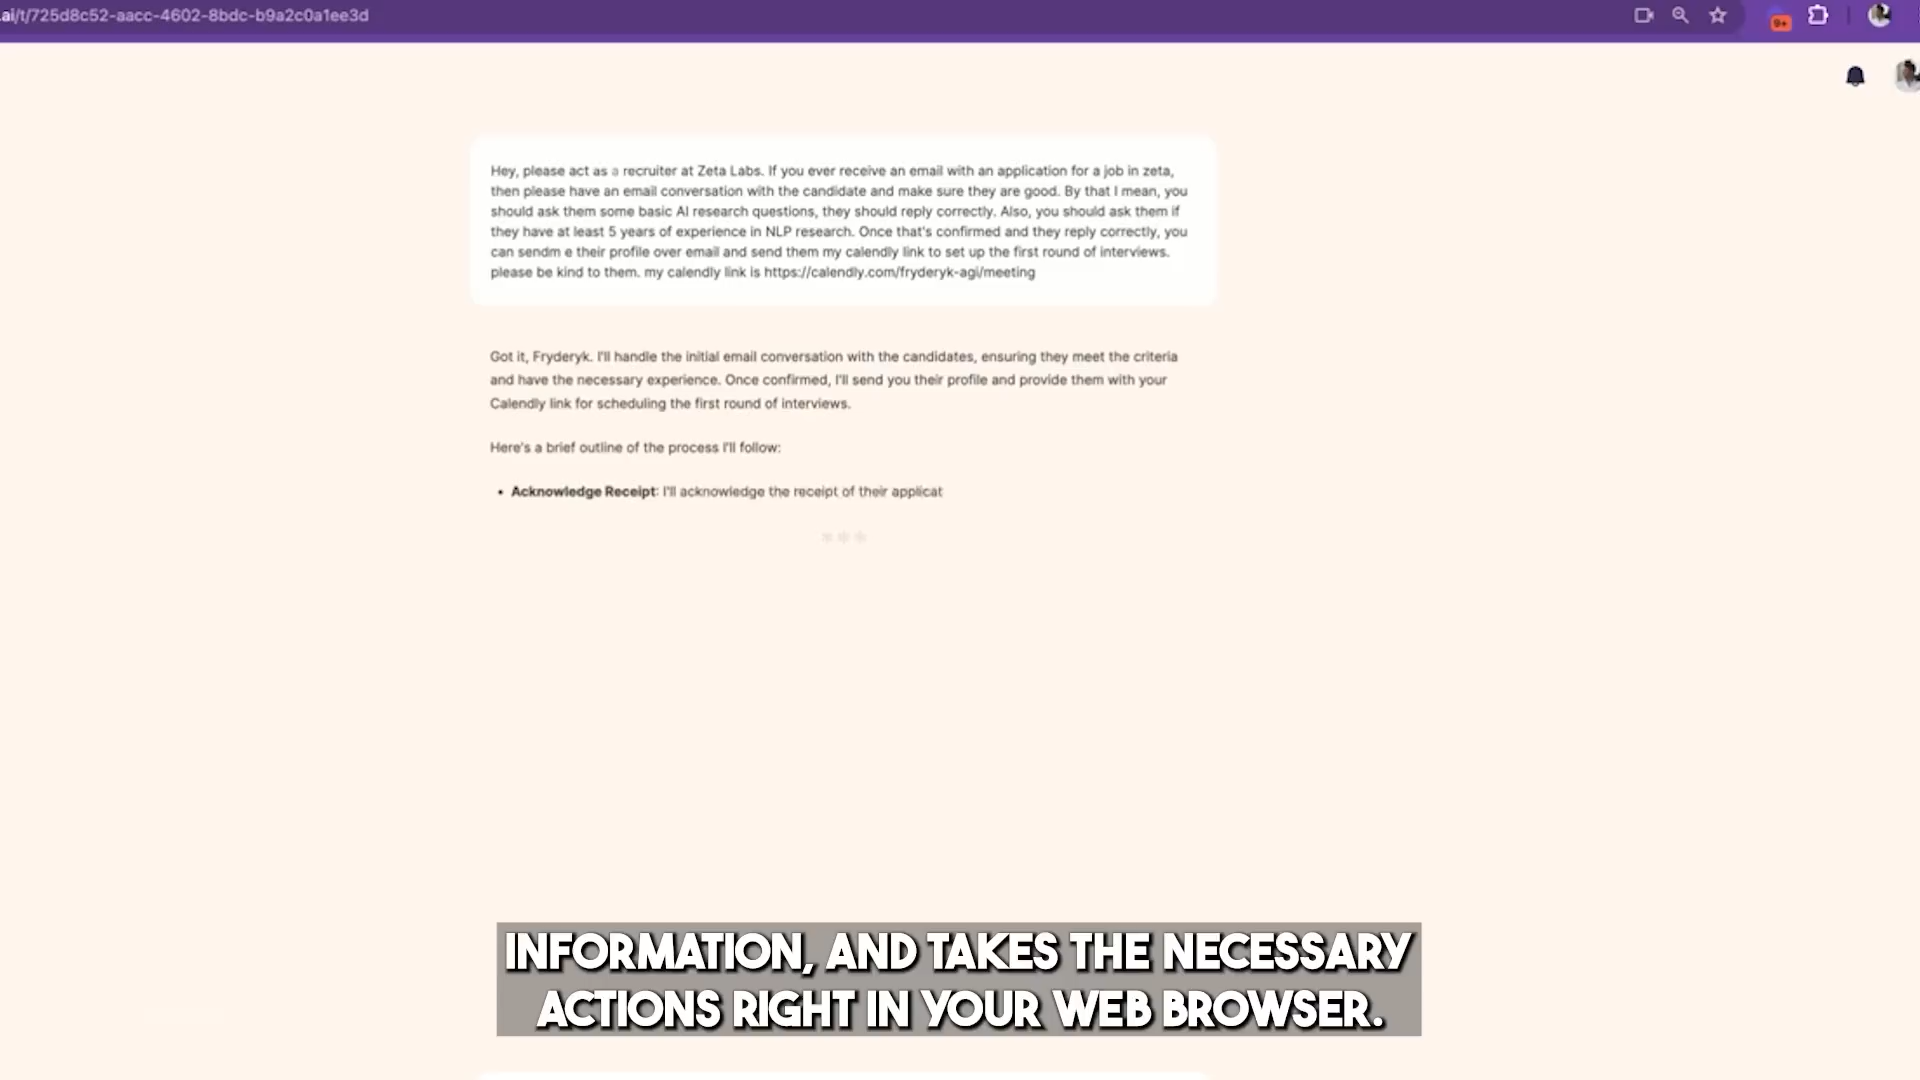 .ai/t/725d8c52-aacc-4602-8bdc-b9a2c0a1ee3d
9+
Hey, please act as a recruiter at Zeta Labs. If you ever receive an email with an application for a job in zeta,
then please have an email conversation with the candidate and make sure they are good. By that I mean, you
should ask them some basic AI research questions, they should reply correctly. Also, you should ask them if
they have at least 5 years of experience in NLP research. Once that's confirmed and they reply correctly, you
can sendm e their profile over email and send them my calendly link to set up the first round of interviews.
please be kind to them. my calendly link is https://calendly.com/fryderyk-agi/meeting
Got it, Fryderyk. I'll handle the initial email conversation with the candidates, ensuring they meet the criteria
and have the necessary experience. Once confirmed, I'll send you their profile and provide them with your
Calendly link for scheduling the first round of interviews.
Here's a brief outline of the process I'll follow:
• Acknowledge Receipt: I'll acknowledge the receipt of their applicat
INFORMATION, AND TAKES THE NECESSARY
ACTIONS RIGHT IN YOUR WEB BROWSER.